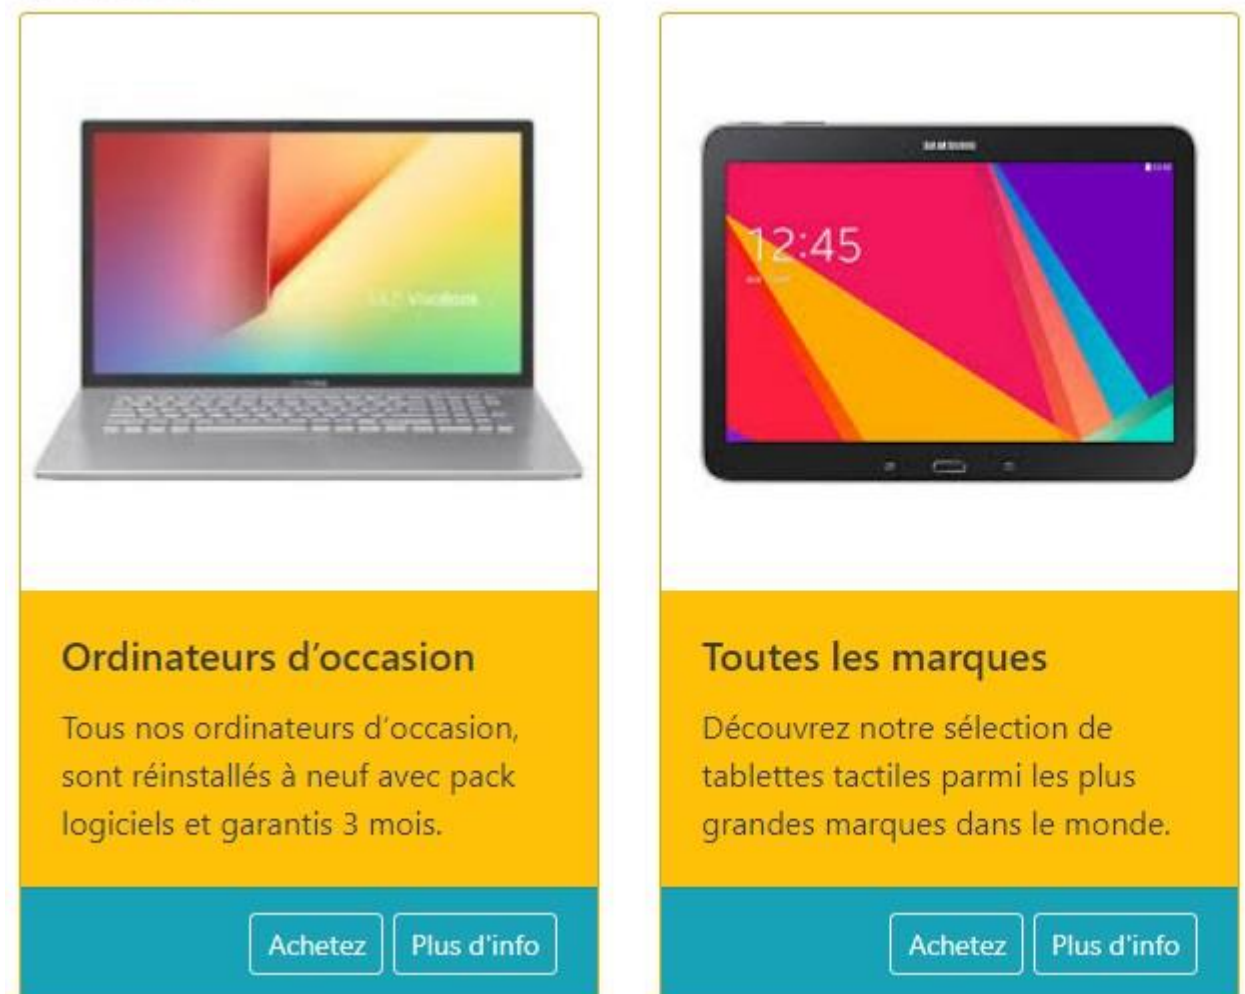 VivoBook
SAMSUNG
12:45
Ordinateurs d'occasion
Tous nos ordinateurs d'occasion,
sont réinstallés à neuf avec pack
logiciels et garantis 3 mois.
Achetez
Plus d'info
Toutes les marques
Découvrez notre sélection de
tablettes tactiles parmi les plus
grandes marques dans le monde.
Achetez
Plus d'info